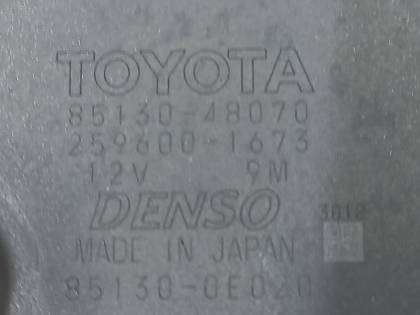 TOYOTA
85130-48070
259600-1673
12V 9M
DENSO
3012
MADE IN JAPAN
85130-0E020